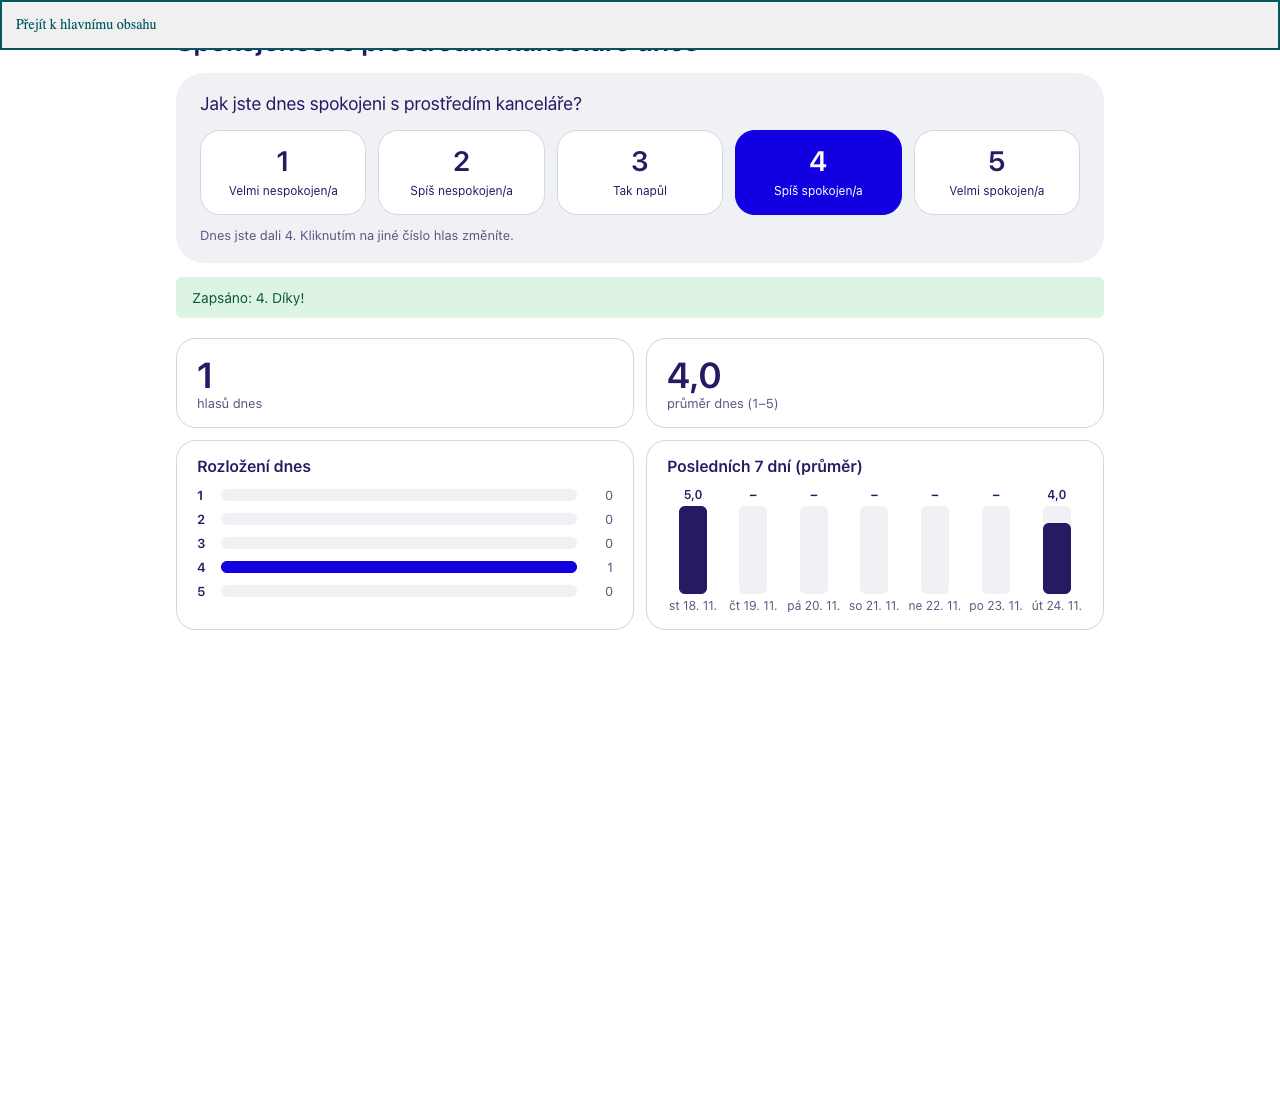 Přejít k hlavnímu obsahu
Jak jste dnes spokojeni s prostředím kanceláře?
1
Velmi nespokojen/a
2
Spíš nespokojen/a
3
Tak napůl
4
Spíš spokojen/a
5
Velmi spokojen/a
Dnes jste dali 4. Kliknutím na jiné číslo hlas změníte.
Zapsáno: 4. Díky!
1
hlasů dnes
4,0
průměr dnes (1–5)
Rozložení dnes
1 0
2 0
3 0
4 1
5 0
Posledních 7 dní (průměr)
5,0 – – – – – 4,0
st 18. 11. čt 19. 11. pá 20. 11. so 21. 11. ne 22. 11. po 23. 11. út 24. 11.